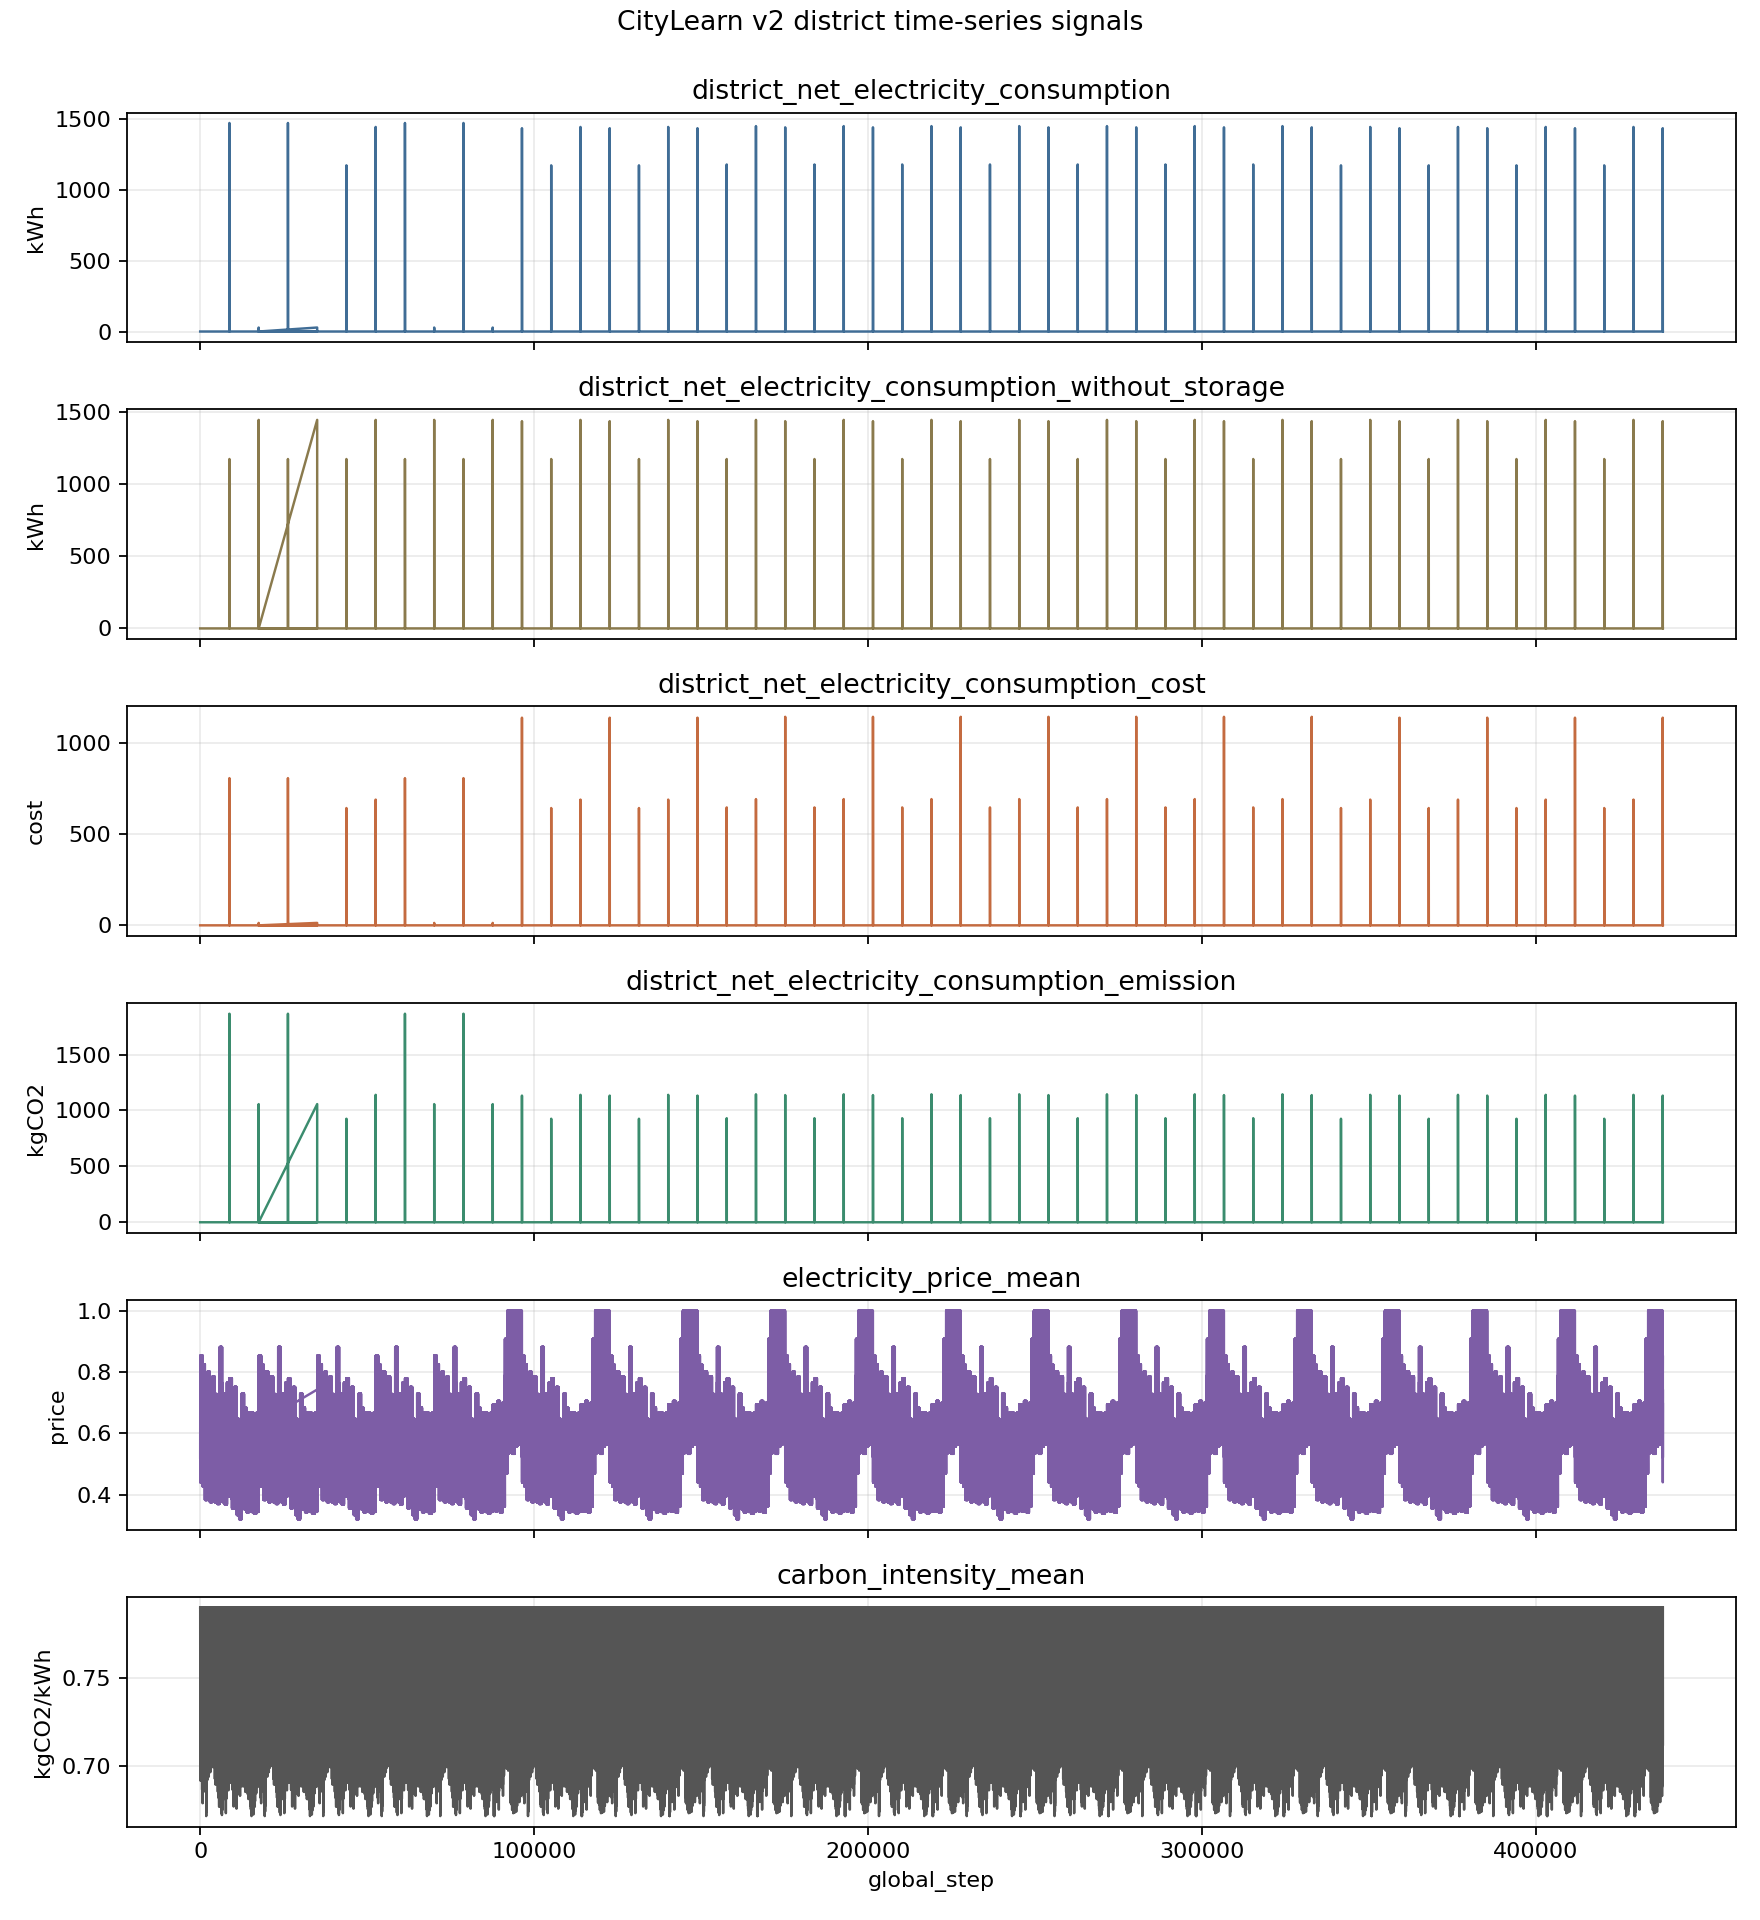 CityLearn v2 district time-series signals
district_net_electricity_consumption
1500
1000
500
0
kWh
district_net_electricity_consumption_without_storage
1500
1000
500
0
kWh
district_net_electricity_consumption_cost
1000
500
0
cost
district_net_electricity_consumption_emission
1500
1000
500
0
kgCO2
electricity_price_mean
1.0
0.8
0.6
0.4
price
carbon_intensity_mean
0.75
0.70
kgCO2/kWh
0 100000 200000 300000 400000
global_step